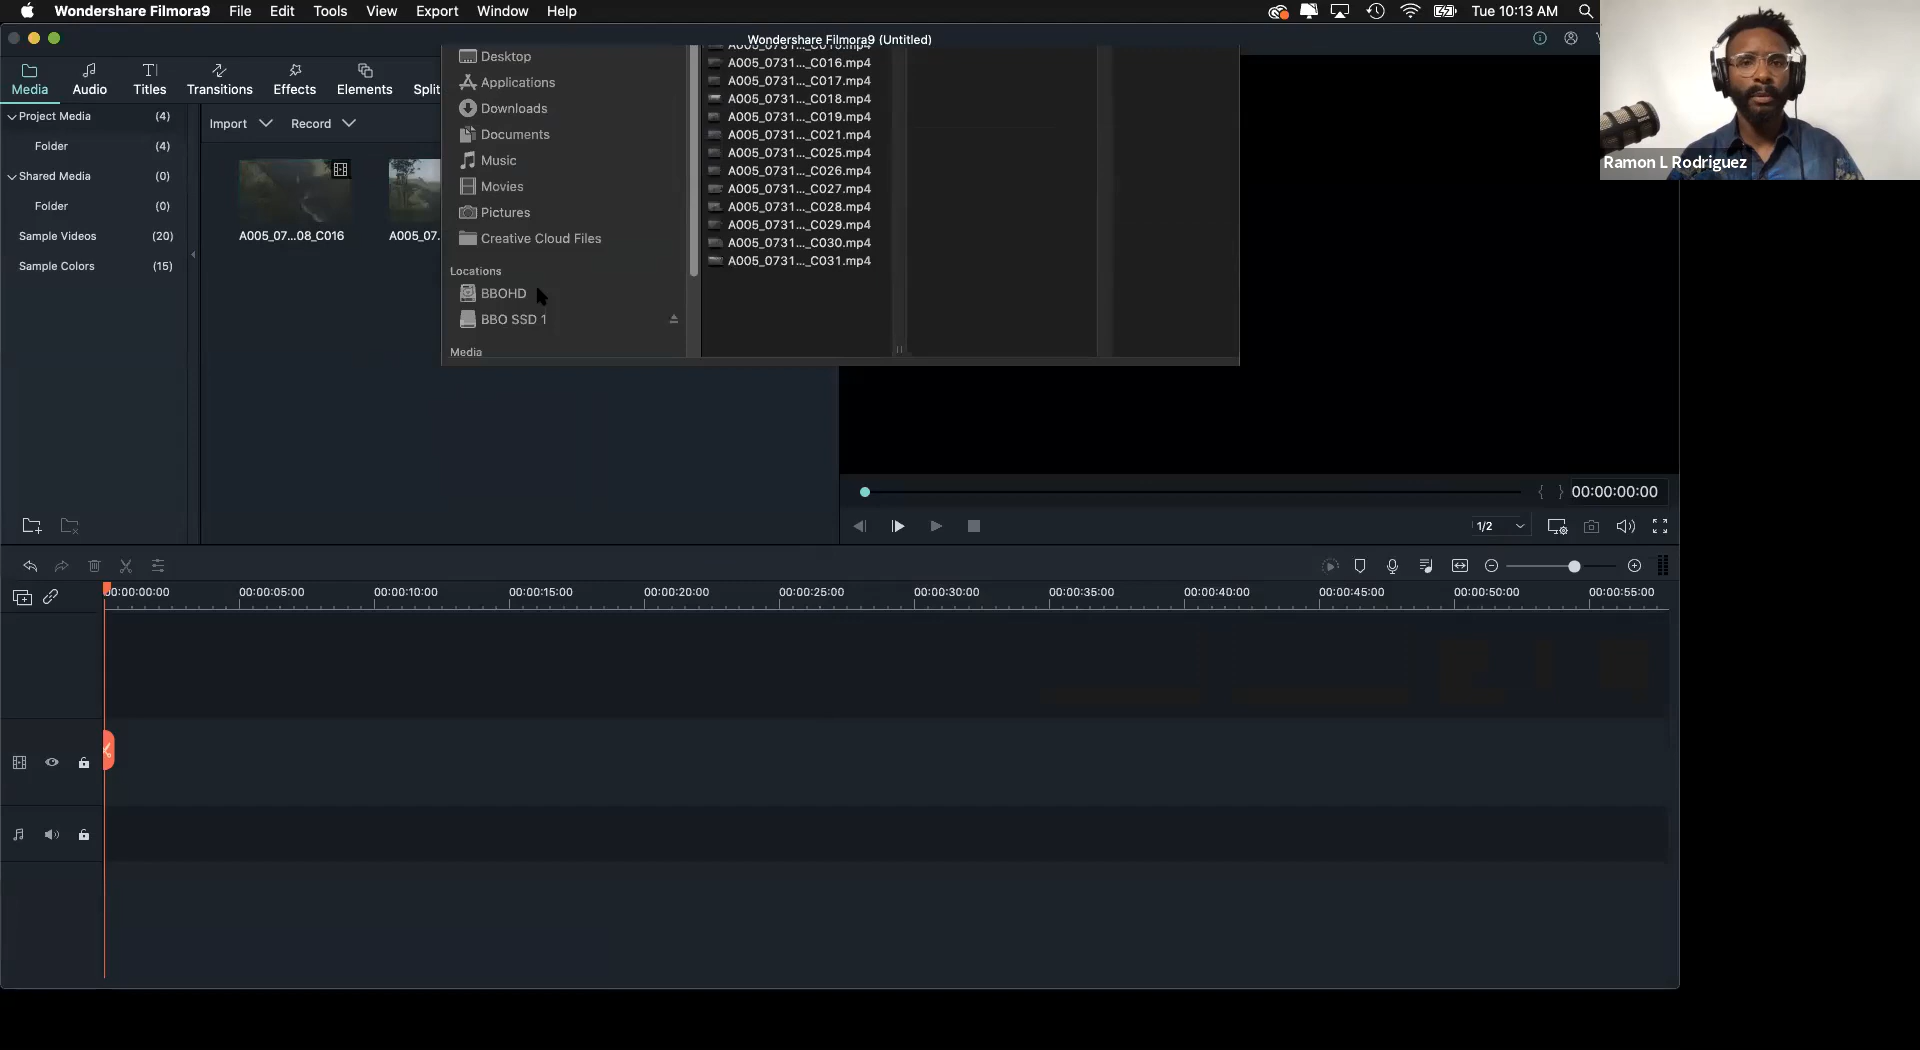 Wondershare Filmora9 File Edit Tools View Export Window Help
Tue 10:13 AM
Wondershare Filmora9 (Untitled)
Media Audio Titles Transitions Effects Elements Split
Project Media (4)
Folder (4)
Shared Media (0)
Folder (0)
Sample Videos (20)
Sample Colors (15)
Import Record
A005_07...08_C016
A005_07.
Desktop
Applications
Downloads
Documents
Music
Movies
Pictures
Creative Cloud Files
Locations
BBOHD
BBO SSD 1
Media
A005_0731..._C015.mp4
A005_0731..._C016.mp4
A005_0731..._C017.mp4
A005_0731..._C018.mp4
A005_0731..._C019.mp4
A005_0731..._C021.mp4
A005_0731..._C025.mp4
A005_0731..._C026.mp4
A005_0731..._C027.mp4
A005_0731..._C028.mp4
A005_0731..._C029.mp4
A005_0731..._C030.mp4
A005_0731..._C031.mp4
Ramon L Rodriguez
{ } 00:00:00:00
1/2
00:00:00:00 00:00:05:00 00:00:10:00 00:00:15:00 00:00:20:00 00:00:25:00 00:00:30:00 00:00:35:00 00:00:40:00 00:00:45:00 00:00:50:00 00:00:55:00